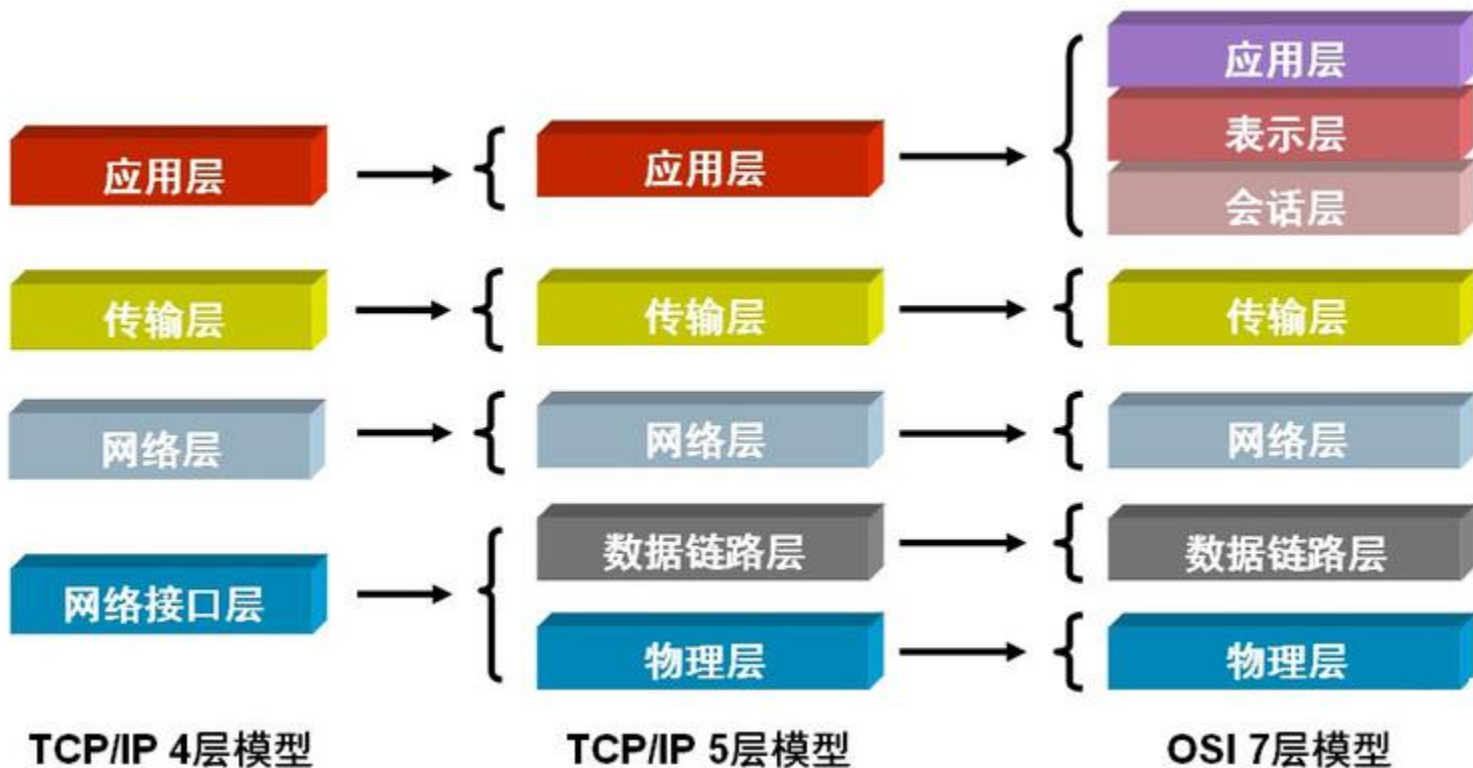 应用层
传输层
网络层
网络接口层
TCP/IP 4层模型
应用层
传输层
网络层
数据链路层
物理层
TCP/IP 5层模型
应用层
表示层
会话层
传输层
网络层
数据链路层
物理层
OSI 7层模型